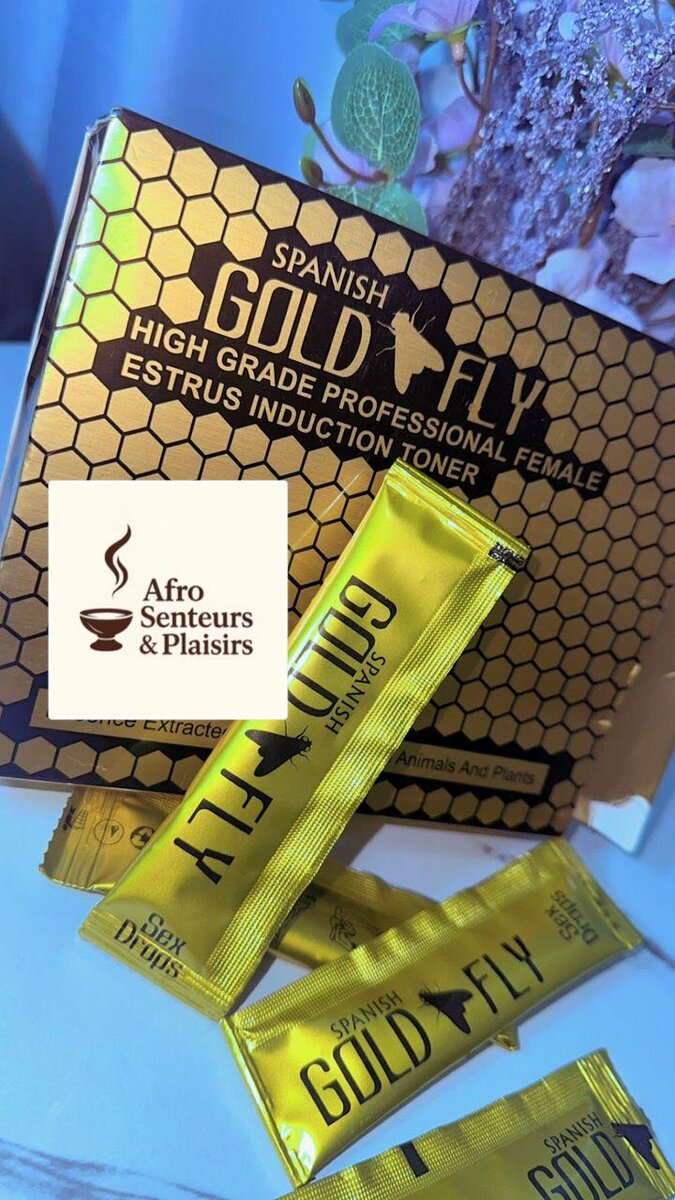 SPANISH
GOLD FLY
HIGH GRADE PROFESSIONAL FEMALE
ESTRUS INDUCTION TONER
Afro
Senteurs
& Plaisirs
Extracted
Animals And Plants
SPANISH
GOLD FLY
Sex
Drops
Sex
Drops
SPANISH
GOLD FLY
SPANISH
GOLD